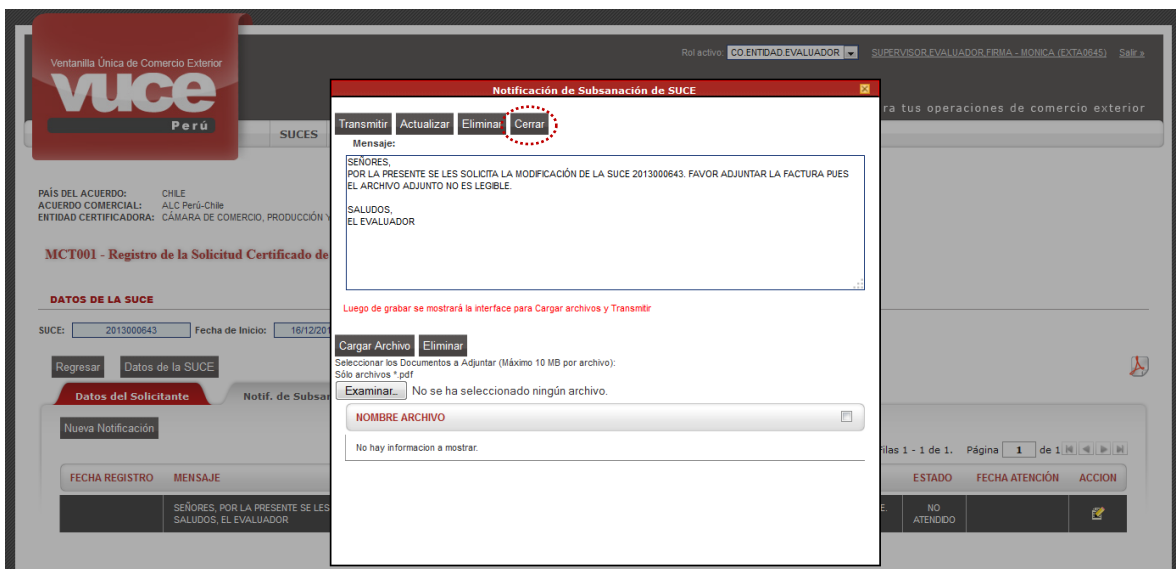 Ventanilla Única de Comercio Exterior
vuce
Perú
Rol activo: CO.ENTIDAD.EVALUADOR SUPERVISOR.EVALUADOR.FIRMA - MONICA (EXTA0645) Salir »
ra tus operaciones de comercio exterior
SUCES
Notificación de Subsanación de SUCE
Transmitir Actualizar Eliminar Cerrar
Mensaje:
SEÑORES,
POR LA PRESENTE SE LES SOLICITA LA MODIFICACIÓN DE LA SUCE 2013000643. FAVOR ADJUNTAR LA FACTURA PUES
EL ARCHIVO ADJUNTO NO ES LEGIBLE.
SALUDOS,
EL EVALUADOR
Luego de grabar se mostrará la interface para Cargar archivos y Transmitir
Cargar Archivo Eliminar
Seleccionar los Documentos a Adjuntar (Máximo 10 MB por archivo):
Sólo archivos *.pdf
Examinar_ No se ha seleccionado ningún archivo.
NOMBRE ARCHIVO
No hay informacion a mostrar.
PAÍS DEL ACUERDO: CHILE
ACUERDO COMERCIAL: ALC Perú-Chile
ENTIDAD CERTIFICADORA: CÁMARA DE COMERCIO, PRODUCCIÓN Y
MCT001 - Registro de la Solicitud Certificado de
DATOS DE LA SUCE
SUCE: 2013000643 Fecha de Inicio: 16/12/201
Regresar Datos de la SUCE
Datos del Solicitante Notif. de Subsan
Nueva Notificación
Filas 1 - 1 de 1. Página 1 de 1
FECHA REGISTRO MENSAJE ESTADO FECHA ATENCIÓN ACCION
SEÑORES, POR LA PRESENTE SE LES E. NO
SALUDOS, EL EVALUADOR ATENDIDO